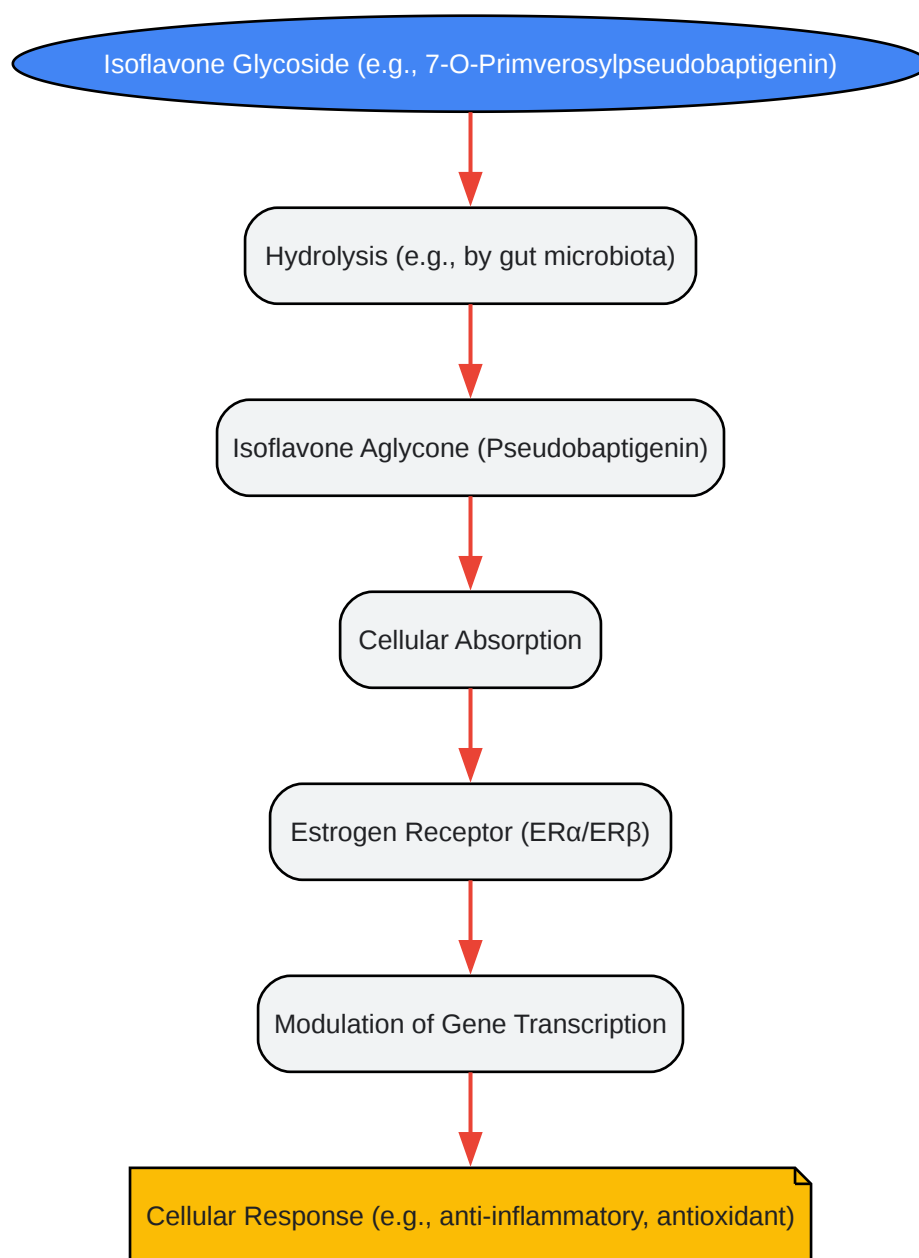 Isoflavone Glycoside (e.g., 7-O-Primverosylpseudobaptigenin)
Hydrolysis (e.g., by gut microbiota)
Isoflavone Aglycone (Pseudobaptigenin)
Cellular Absorption
Estrogen Receptor (ERα/ERβ)
Modulation of Gene Transcription
Cellular Response (e.g., anti-inflammatory, antioxidant)